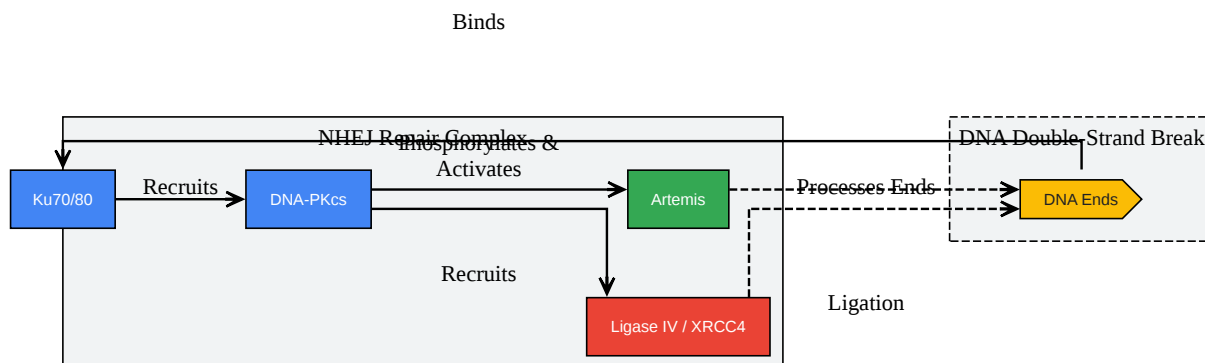 Binds
NHEJ Repair Complex
Phosphorylates &
Activates
DNA Double-Strand Break
Ku70/80
Recruits
DNA-PKcs
Artemis
Processes Ends
DNA Ends
Recruits
Ligation
Ligase IV / XRCC4